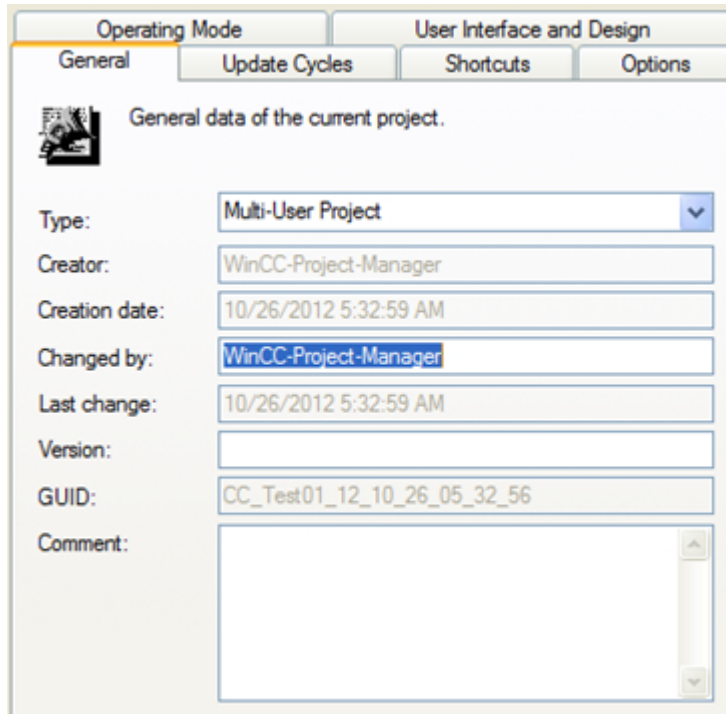 Operating Mode User Interface and Design
General Update Cycles Shortcuts Options
General data of the current project.
Type: Multi-User Project
Creator: WinCC-Project-Manager
Creation date: 10/26/2012 5:32:59 AM
Changed by: WinCC-Project-Manager
Last change: 10/26/2012 5:32:59 AM
Version:
GUID: CC_Test01_12_10_26_05_32_56
Comment: